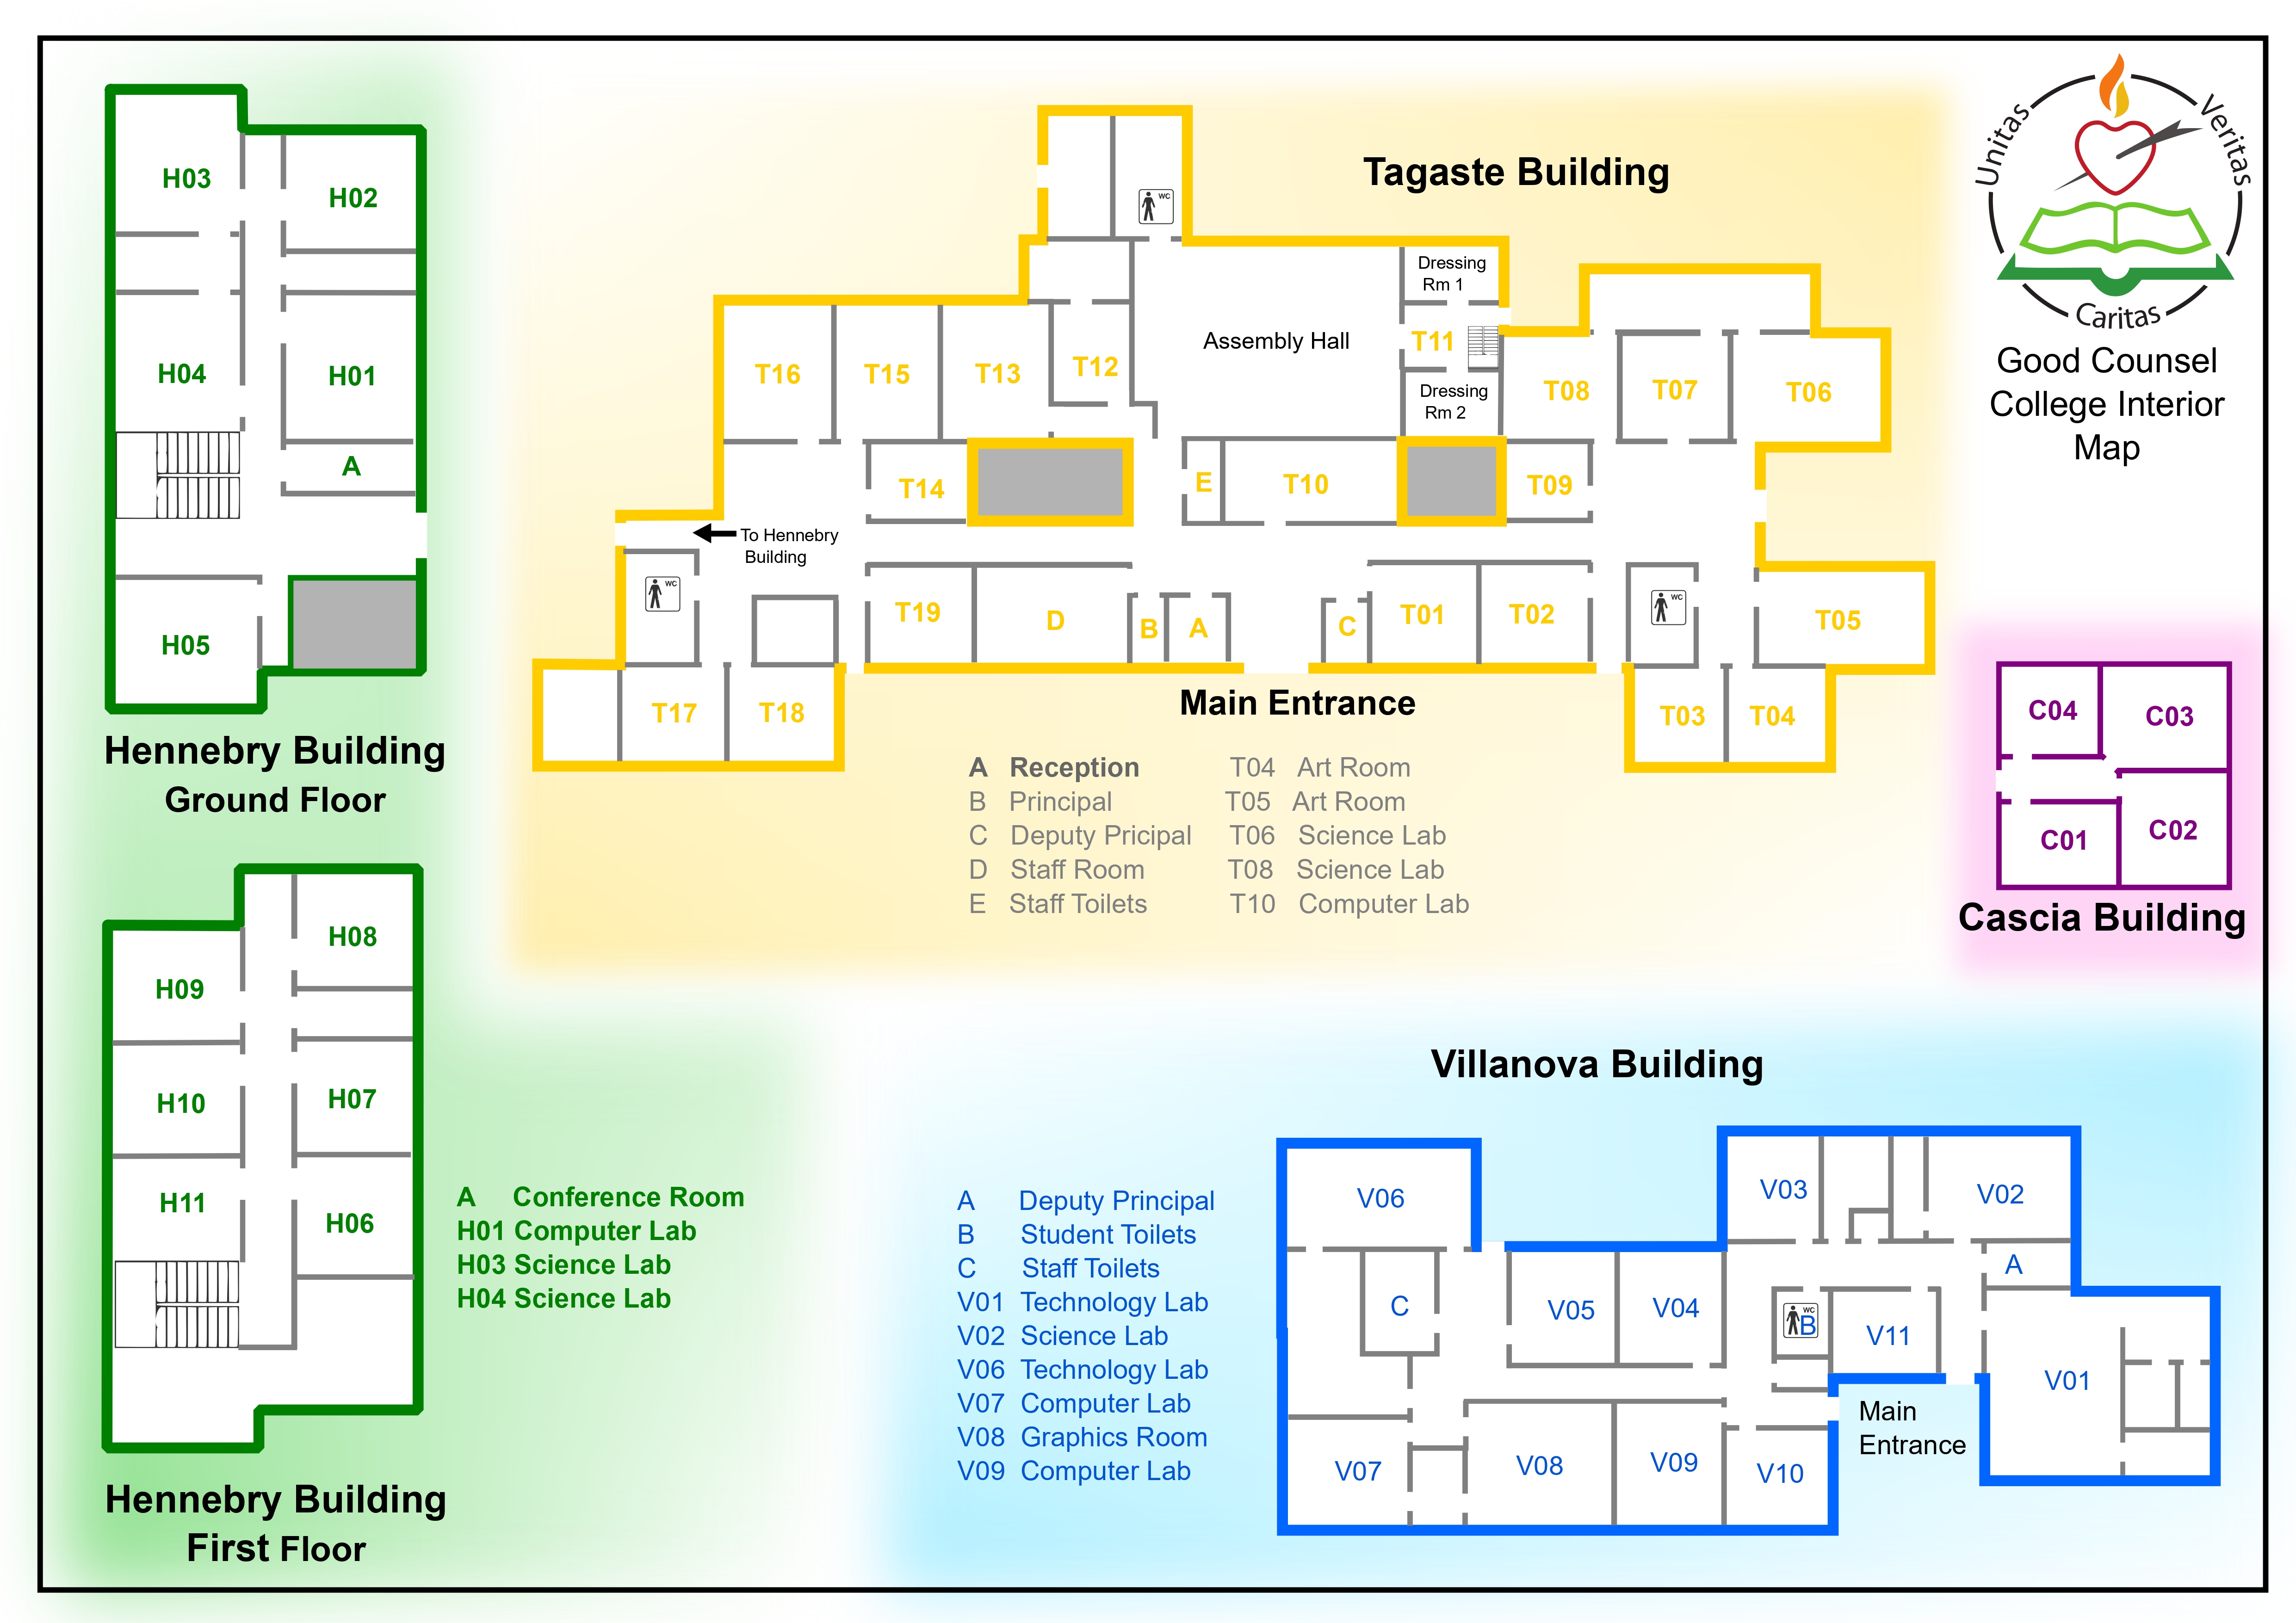 Unitas
Veritas
Caritas
Good Counsel
College Interior
Map
H03
H02
H04
H01
A
H05
Hennebry Building
Ground Floor
Tagaste Building
WC
Dressing
Rm 1
Assembly Hall
T11
Dressing
Rm 2
T16
T15
T13
T12
T08
T07
T06
T14
E
T10
T09
To Hennebry
Building
WC
T19
D
B
A
C
T01
T02
WC
T05
T17
T18
Main Entrance
T03
T04
A Reception
B Principal
C Deputy Pricipal
D Staff Room
E Staff Toilets
T04 Art Room
T05 Art Room
T06 Science Lab
T08 Science Lab
T10 Computer Lab
C04
C03
C01
C02
Cascia Building
H08
H09
H10
H07
H11
H06
Hennebry Building
First Floor
A Conference Room
H01 Computer Lab
H03 Science Lab
H04 Science Lab
Villanova Building
A Deputy Principal
B Student Toilets
C Staff Toilets
V01 Technology Lab
V02 Science Lab
V06 Technology Lab
V07 Computer Lab
V08 Graphics Room
V09 Computer Lab
V06
V03
V02
A
C
V05
V04
WC
B
V11
V01
Main
Entrance
V07
V08
V09
V10